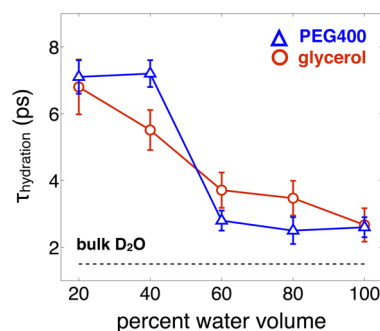 PEG400
glycerol
8
6
4
2
τhydration (ps)
bulk D₂O
20 40 60 80 100
percent water volume